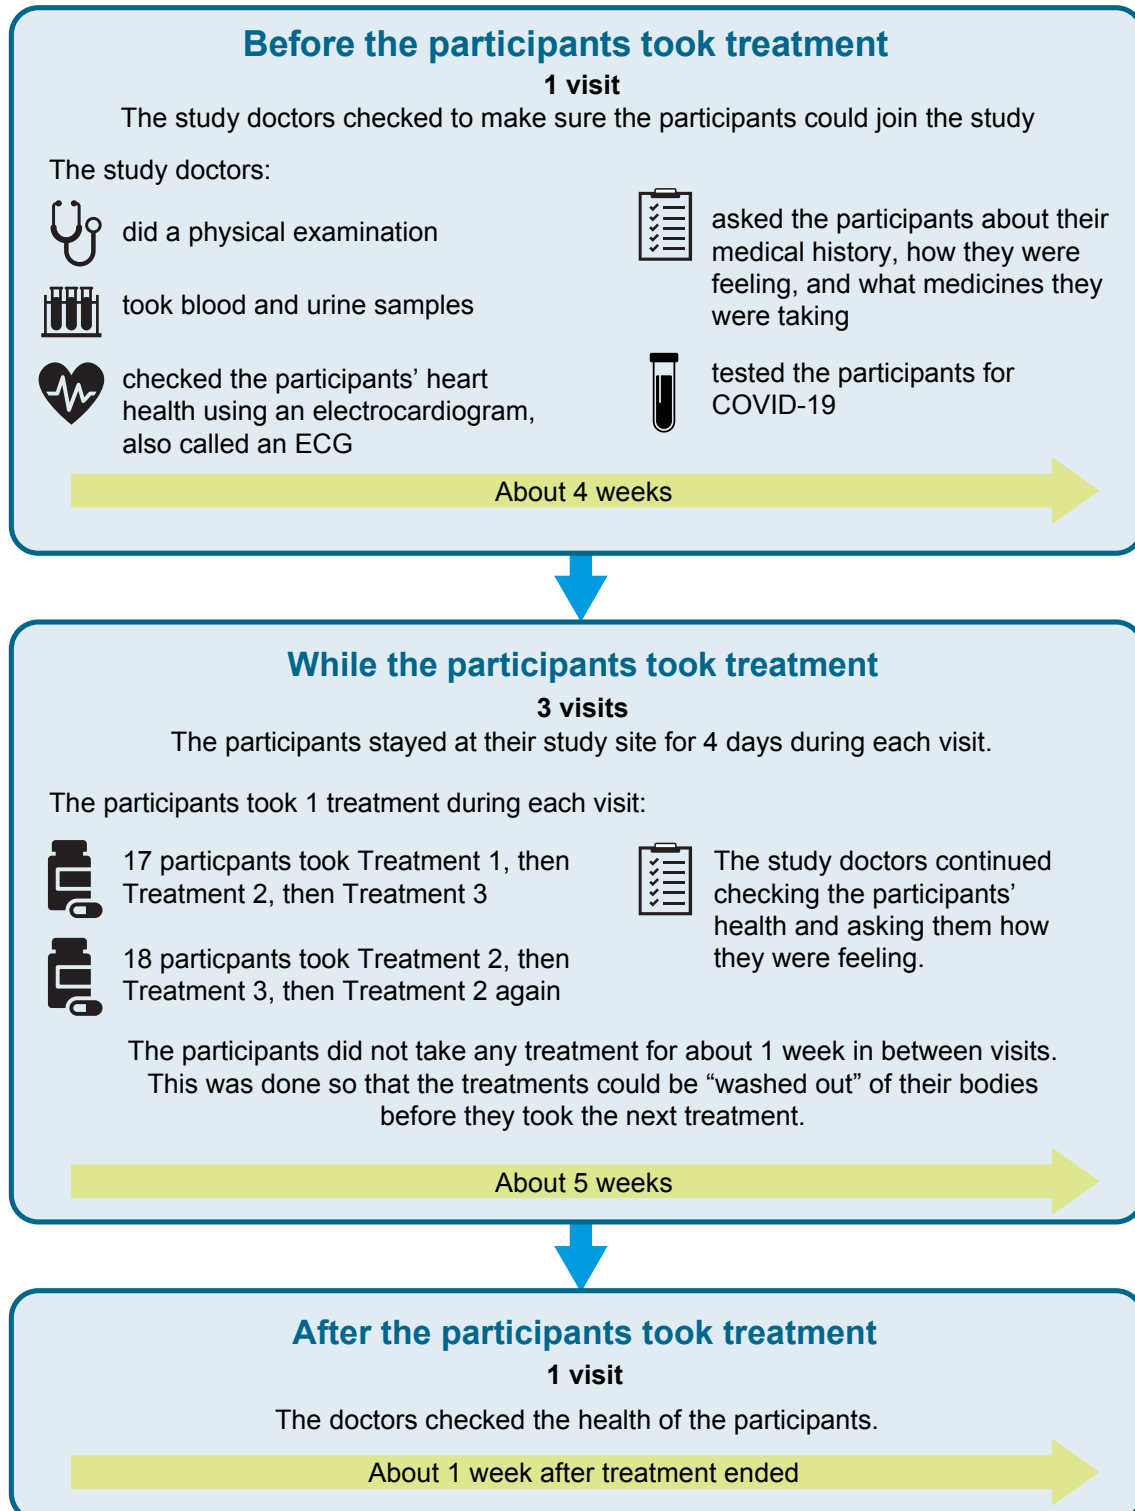 Before the participants took treatment
1 visit
The study doctors checked to make sure the participants could join the study
The study doctors:
did a physical examination
took blood and urine samples
checked the participants' heart
health using an electrocardiogram,
also called an ECG
asked the participants about their
medical history, how they were
feeling, and what medicines they
were taking
tested the participants for
COVID-19
About 4 weeks
While the participants took treatment
3 visits
The participants stayed at their study site for 4 days during each visit.
The participants took 1 treatment during each visit:
17 particpants took Treatment 1, then
Treatment 2, then Treatment 3
18 particpants took Treatment 2, then
Treatment 3, then Treatment 2 again
The study doctors continued
checking the participants'
health and asking them how
they were feeling.
The participants did not take any treatment for about 1 week in between visits.
This was done so that the treatments could be “washed out” of their bodies
before they took the next treatment.
About 5 weeks
After the participants took treatment
1 visit
The doctors checked the health of the participants.
About 1 week after treatment ended